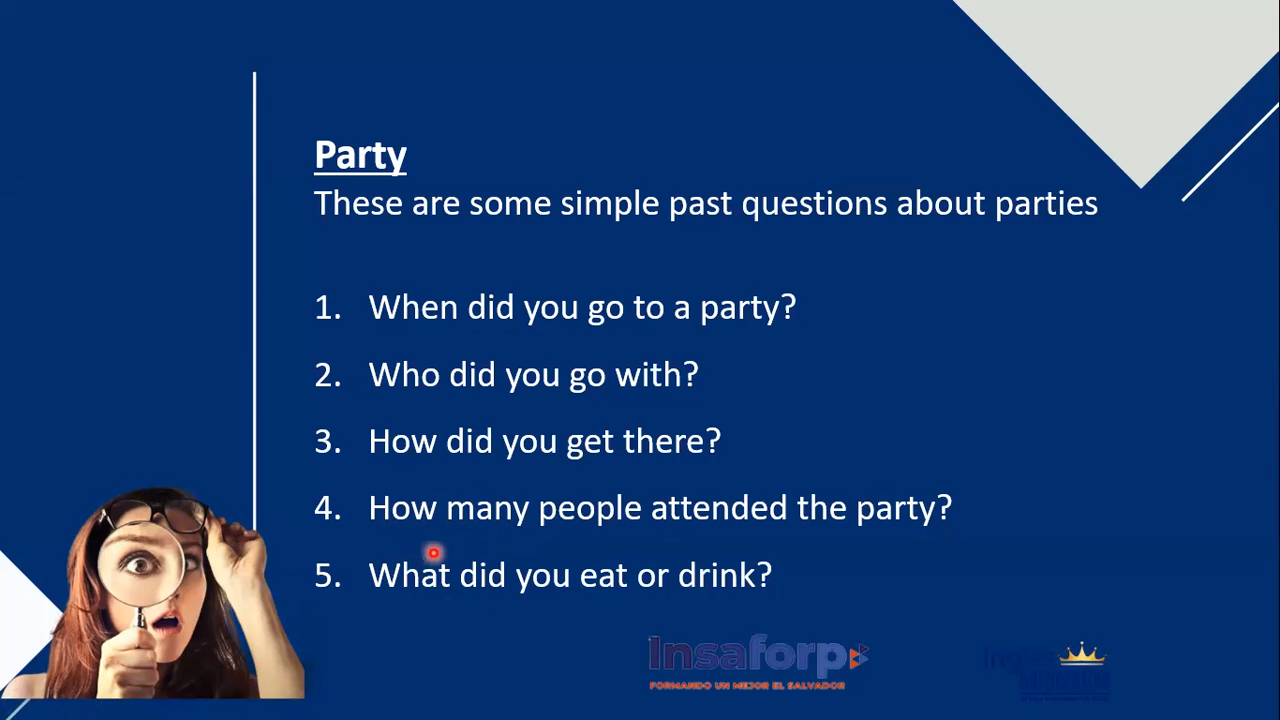 Party
These are some simple past questions about parties
1. When did you go to a party?
2. Who did you go with?
3. How did you get there?
4. How many people attended the party?
5. What did you eat or drink?
Insaforp
FORMANDO UN MEJOR EL SALVADOR